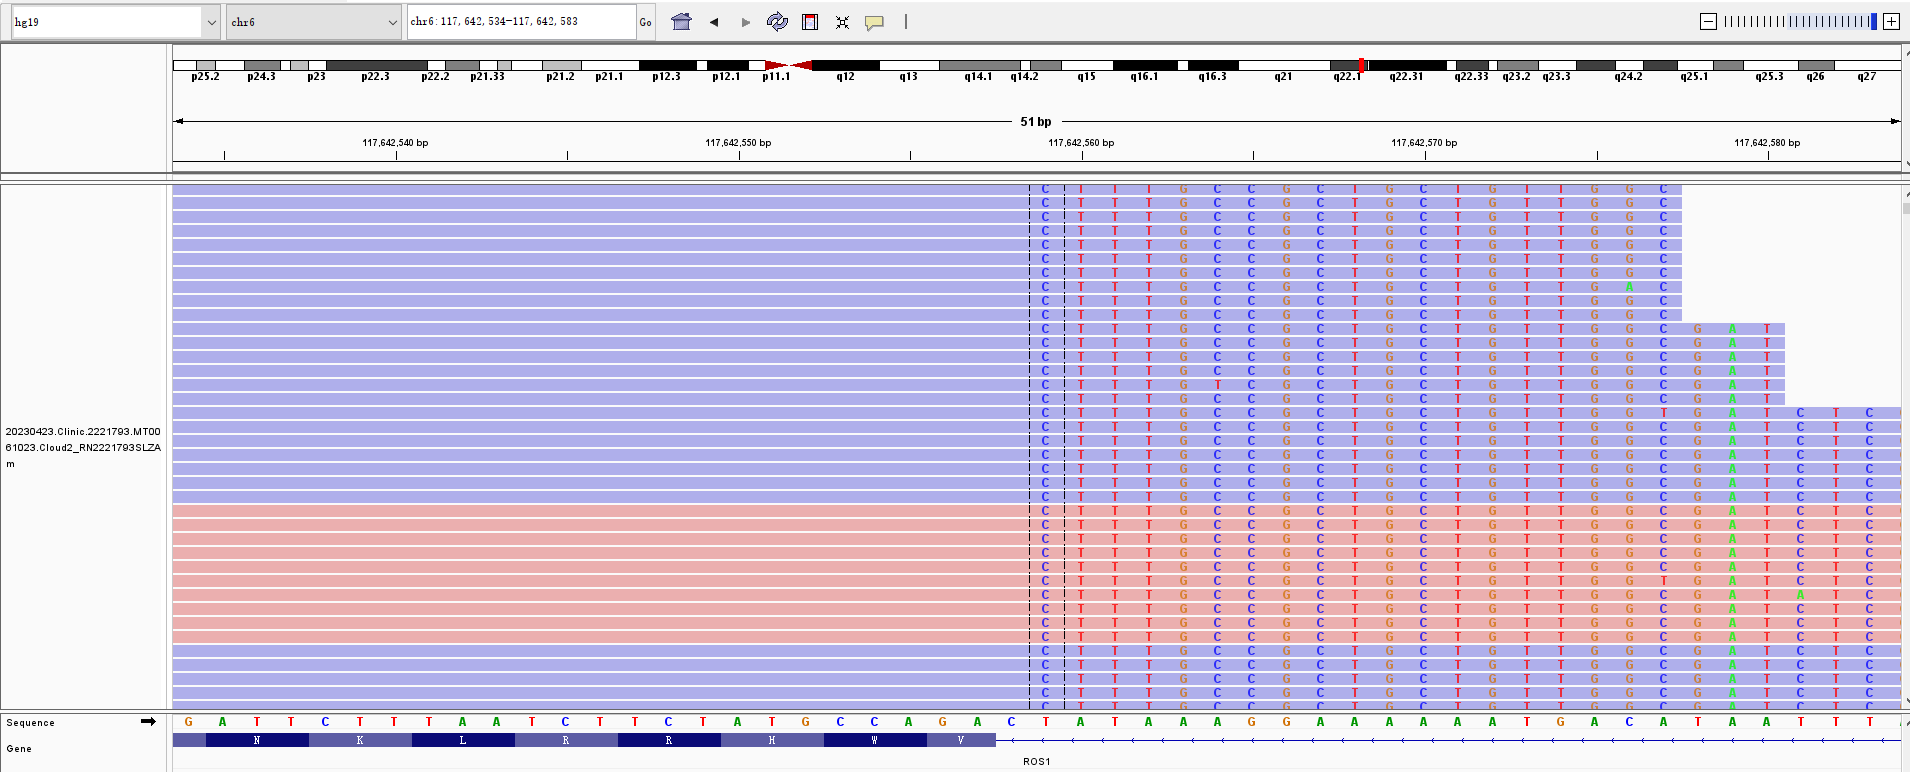 hg19 chr6 chr6:117,642,534-117,642,583 Go
p25.2 p24.3 p23 p22.3 p22.2 p21.33 p21.2 p21.1 p12.3 p12.1 p11.1 q12 q13 q14.1 q14.2 q15 q16.1 q16.3 q21 q22.1 q22.31 q22.33 q23.2 q23.3 q24.2 q25.1 q25.3 q26 q27
51 bp
117,642,540 bp 117,642,550 bp 117,642,560 bp 117,642,570 bp 117,642,580 bp
C T T T G C C G C T G C T G T T G G C
C T T T G C C G C T G C T G T T G G C
C T T T G C C G C T G C T G T T G G C
C T T T G C C G C T G C T G T T G G C
C T T T G C C G C T G C T G T T G G C
C T T T G C C G C T G C T G T T G G C
C T T T G C C G C T G C T G T T G G C
C T T T G C C G C T G C T G T T G A C
C T T T G C C G C T G C T G T T G G C
C T T T G C C G C T G C T G T T G G C
C T T T G C C G C T G C T G T T G G C G A T
C T T T G C C G C T G C T G T T G G C G A T
C T T T G C C G C T G C T G T T G G C G A T
C T T T G C C G C T G C T G T T G G C G A T
C T T T G T C G C T G C T G T T G G C G A T
C T T T G C C G C T G C T G T T G G C G A T
C T T T G C C G C T G C T G T T G G T G A T C T C
C T T T G C C G C T G C T G T T G G C G A T C T C
C T T T G C C G C T G C T G T T G G C G A T C T C
C T T T G C C G C T G C T G T T G G C G A T C T C
C T T T G C C G C T G C T G T T G G C G A T C T C
C T T T G C C G C T G C T G T T G G C G A T C T C
C T T T G C C G C T G C T G T T G G C G A T C T C
C T T T G C C G C T G C T G T T G G C G A T C T C
C T T T G C C G C T G C T G T T G G C G A T C T C
C T T T G C C G C T G C T G T T G G C G A T C T C
C T T T G C C G C T G C T G T T G G C G A T C T C
C T T T G C C G C T G C T G T T G G C G A T C T C
C T T T G C C G C T G C T G T T G G T G A T C T C
C T T T G C C G C T G C T G T T G G C G A T A T C
C T T T G C C G C T G C T G T T G G C G A T C T C
C T T T G C C G C T G C T G T T G G C G A T C T C
C T T T G C C G C T G C T G T T G G C G A T C T C
C T T T G C C G C T G C T G T T G G C G A T C T C
C T T T G C C G C T G C T G T T G G C G A T C T C
C T T T G C C G C T G C T G T T G G C G A T C T C
C T T T G C C G C T G C T G T T G G C G A T C T C
C T T T G C C G C T G C T G T T G G C G A T C T C
20230423.Clinic.2221793.MT00
61023.Cloud2_RN2221793SLZA
m
Sequence G A T T C T T T A A T C T T C T A T G C C A G A C T A T A A A G G A A A A A A T G A C A T A A T T T
Gene N K L R R H W V
ROS1